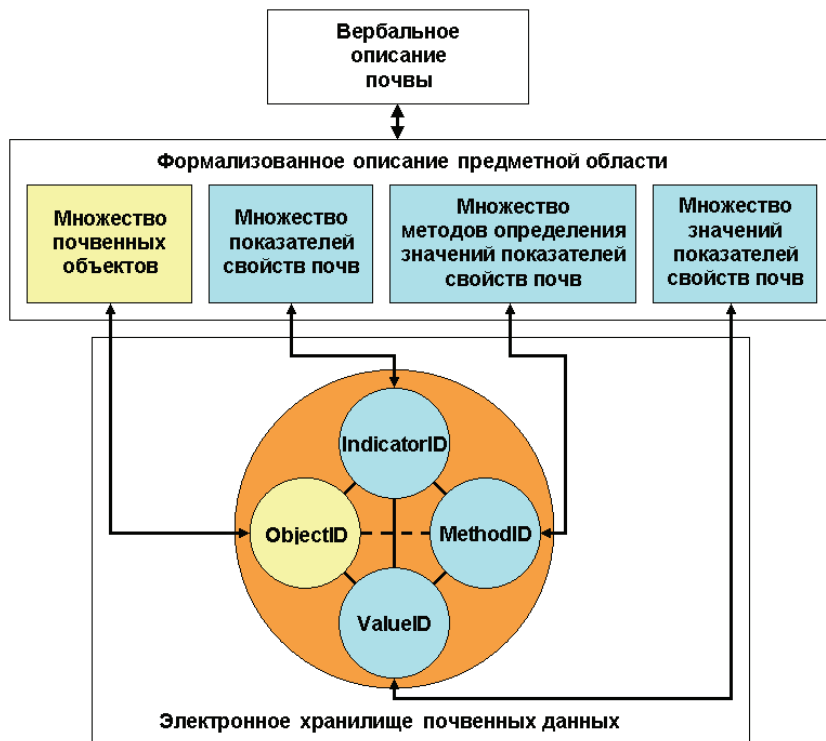 Вербальное
описание
почвы
Формализованное описание предметной области
Множество
почвенных
объектов
Множество
показателей
свойств почв
Множество
методов определения
значений показателей
свойств почв
Множество
значений
показателей
свойств почв
IndicatorID
ObjectID
MethodID
ValueID
Электронное хранилище почвенных данных